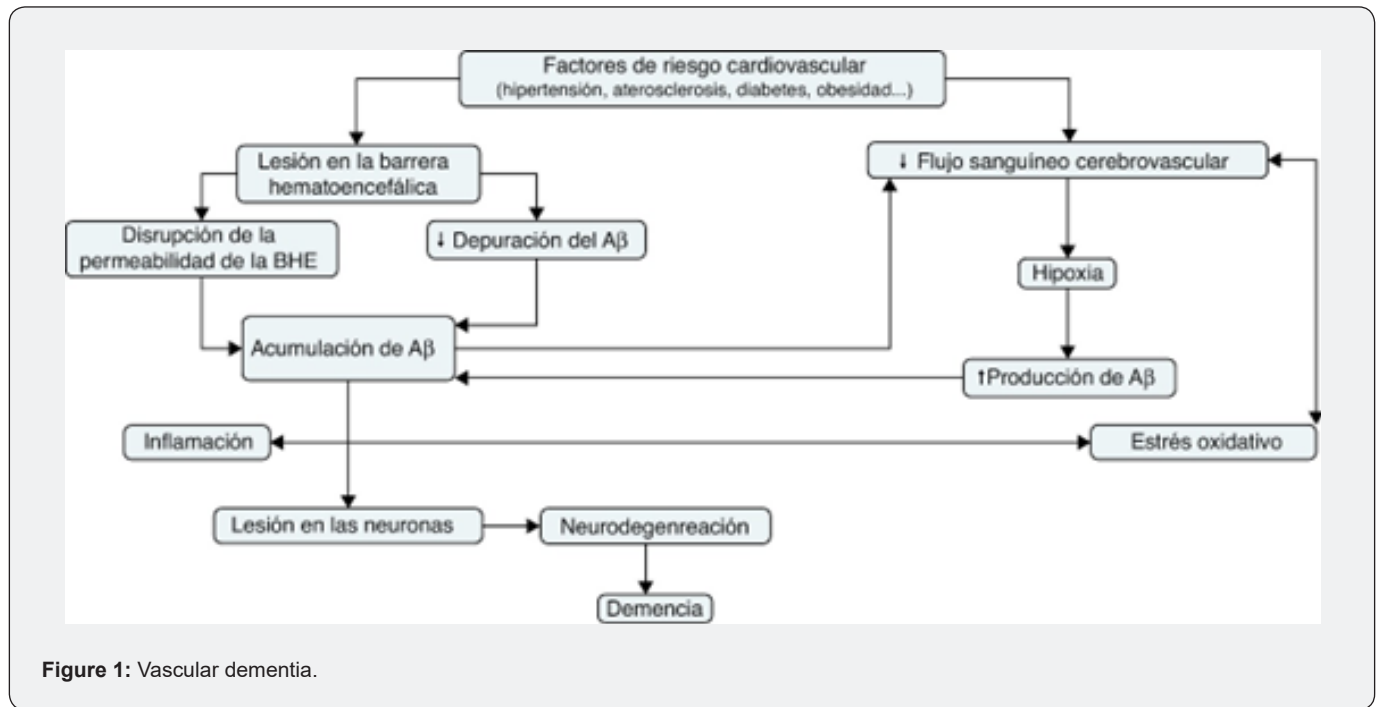 Factores de riesgo cardiovascular
(hipertensión, aterosclerosis, diabetes, obesidad...)
Lesión en la barrera
hematoencefálica
↓ Flujo sanguíneo cerebrovascular
Disrupción de la
permeabilidad de la BHE
↓ Depuración del Aβ
Hipoxia
Acumulación de Aβ
↑Producción de Aβ
Inflamación
Estrés oxidativo
Lesión en las neuronas
Neurodegenreación
Demencia
Figure 1: Vascular dementia.